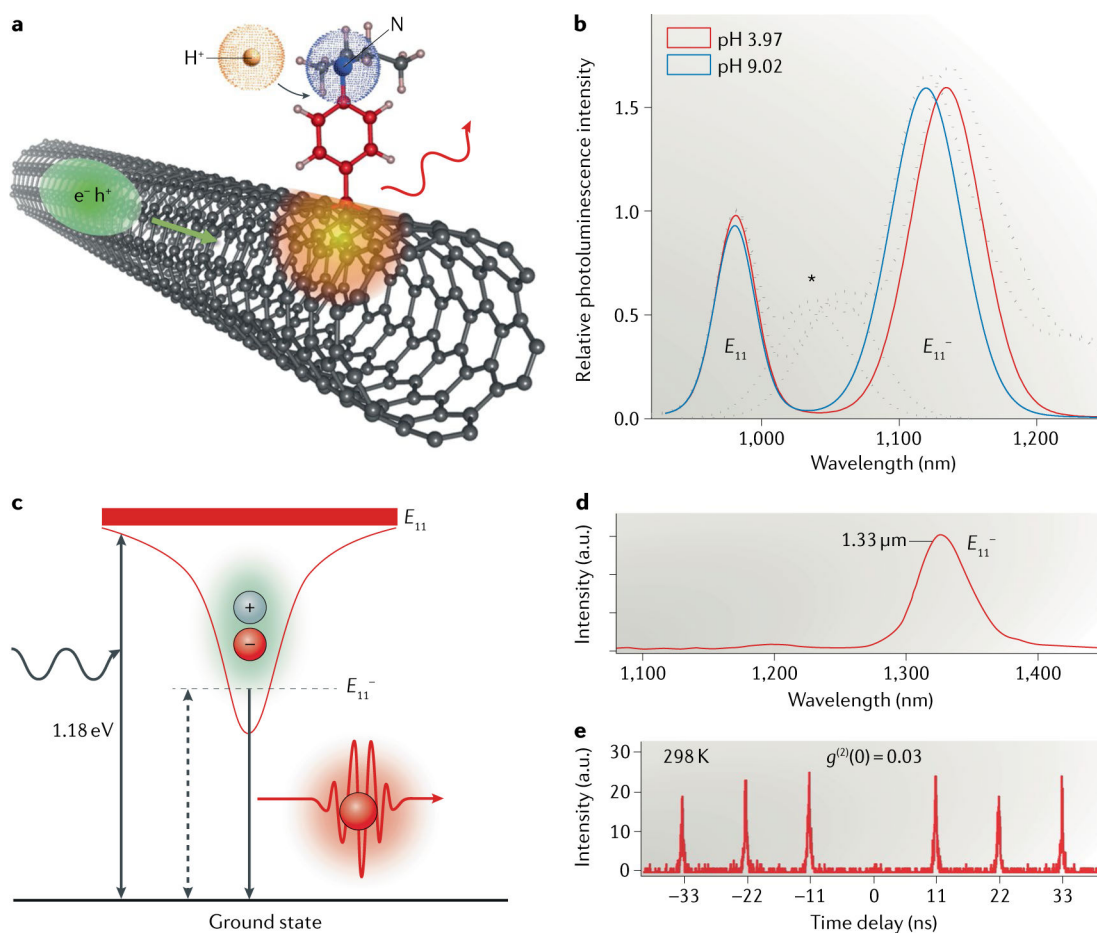 a
H⁺
N
e⁻ h⁺
b
pH 3.97
pH 9.02
Relative photoluminescence intensity
1.5
1.0
0.5
0.0
*
E₁₁
E₁₁⁻
1,000
1,100
1,200
Wavelength (nm)
c
E₁₁
+
−
E₁₁⁻
1.18 eV
Ground state
d
Intensity (a.u.)
1.33 μm
E₁₁⁻
1,100
1,200
1,300
1,400
Wavelength (nm)
e
Intensity (a.u.)
30
20
10
0
298 K
g⁽²⁾(0) = 0.03
−33
−22
−11
0
11
22
33
Time delay (ns)